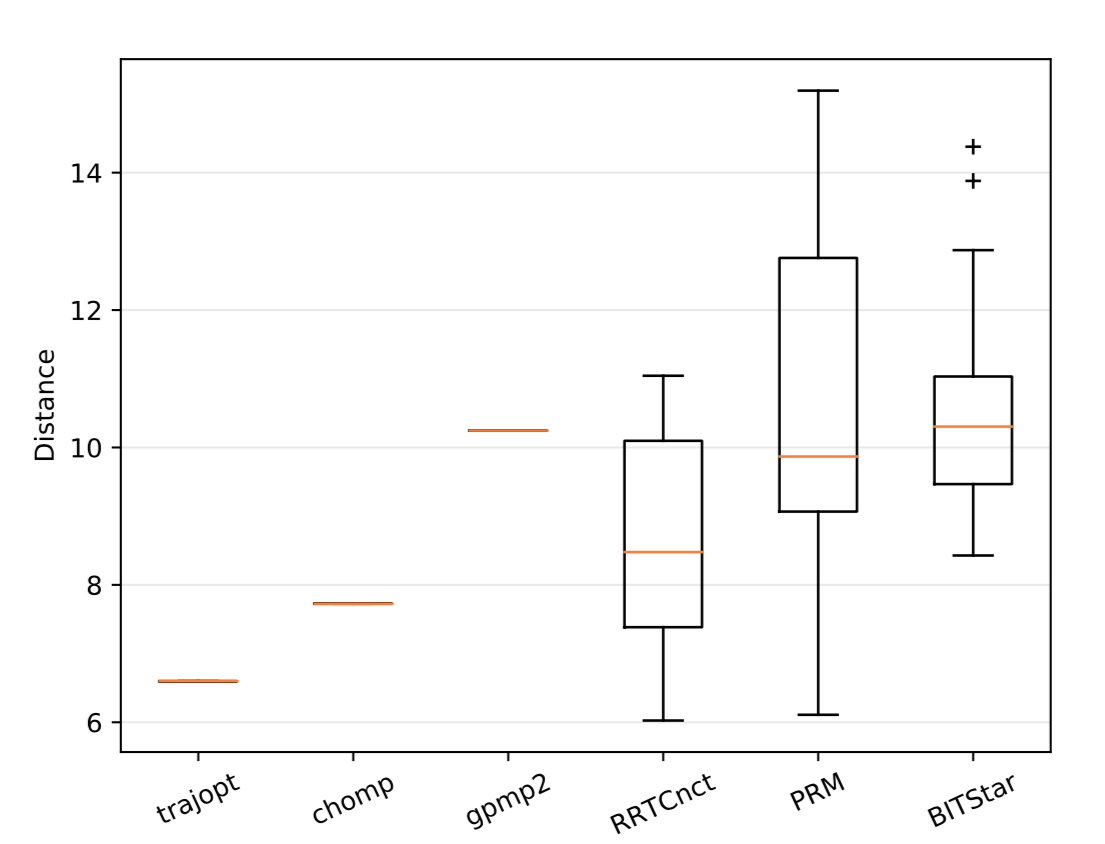 Distance
14
12
10
8
6
trajopt
chomp
gpmp2
RRTCnct
PRM
BITStar